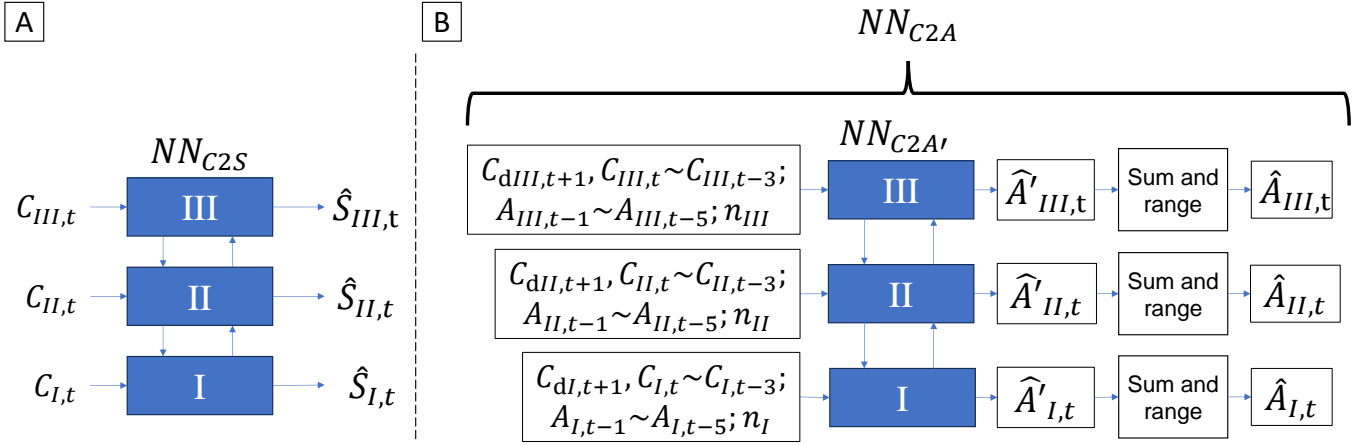 A
NN_{C2S}
C_{III,t} III Ŝ_{III,t}
C_{II,t} II Ŝ_{II,t}
C_{I,t} I Ŝ_{I,t}
B
NN_{C2A}
NN_{C2A′}
C_{dIII,t+1}, C_{III,t}~C_{III,t−3};
A_{III,t−1}~A_{III,t−5}; n_{III}
III
Â′_{III,t}
Sum and
range
Â_{III,t}
C_{dII,t+1}, C_{II,t}~C_{II,t−3};
A_{II,t−1}~A_{II,t−5}; n_{II}
II
Â′_{II,t}
Sum and
range
Â_{II,t}
C_{dI,t+1}, C_{I,t}~C_{I,t−3};
A_{I,t−1}~A_{I,t−5}; n_I
I
Â′_{I,t}
Sum and
range
Â_{I,t}